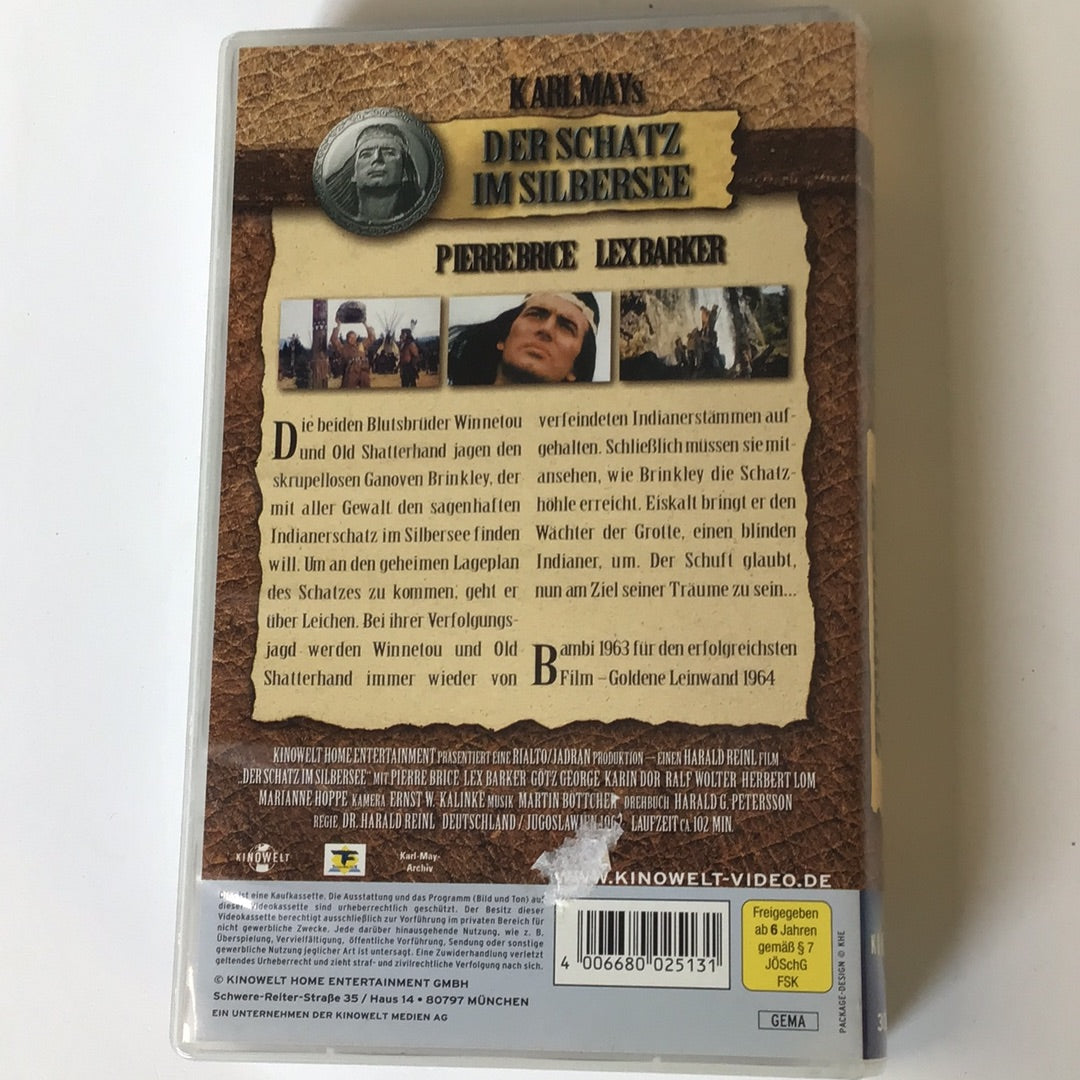 KARL MAYs
DER SCHATZ
IM SILBERSEE
PIERRE BRICE LEX BARKER
Die beiden Blutsbrüder Winnetou
und Old Shatterhand jagen den
skrupellosen Ganoven Brinkley, der
mit aller Gewalt den sagenhaften
Indianerschatz im Silbersee finden
will. Um an den geheimen Lageplan
des Schatzes zu kommen, geht er
über Leichen. Bei ihrer Verfolgungs-
jagd werden Winnetou und Old
Shatterhand immer wieder von
verfeindeten Indianerstämmen auf-
gehalten. Schließlich müssen sie mit-
ansehen, wie Brinkley die Schatz-
höhle erreicht. Eiskalt bringt er den
Wächter der Grotte, einen blinden
Indianer, um. Der Schuft glaubt,
nun am Ziel seiner Träume zu sein...
Bambi 1963 für den erfolgreichsten
Film – Goldene Leinwand 1964
KINOWELT HOME ENTERTAINMENT PRÄSENTIERT EINE RIALTO/JADRAN PRODUKTION – EINEN HARALD REINL FILM
„DER SCHATZ IM SILBERSEE" MIT PIERRE BRICE LEX BARKER GÖTZ GEORGE KARIN DOR RALF WOLTER HERBERT LOM
MARIANNE HOPPE KAMERA ERNST W. KALINKE MUSIK MARTIN BÖTTCHER DREHBUCH HARALD G. PETERSSON
REGIE DR. HARALD REINL DEUTSCHLAND / JUGOSLAWIEN 1962 LAUFZEIT CA. 102 MIN.
KINOWELT
Karl-May-
Archiv
WWW.KINOWELT-VIDEO.DE
ist eine Kaufkassette. Die Ausstattung und das Programm (Bild und Ton) auf
dieser Videokassette sind urheberrechtlich geschützt. Der Besitz dieser
Videokassette berechtigt ausschließlich zur Vorführung im privaten Bereich für
nicht gewerbliche Zwecke. Jede darüber hinausgehende Nutzung, wie z. B.
Überspielung, Vervielfältigung, öffentliche Vorführung, Sendung oder sonstige
gewerbliche Nutzung jeglicher Art ist untersagt. Eine Zuwiderhandlung verletzt
geltendes Urheberrecht und zieht straf- und zivilrechtliche Verfolgung nach sich.
© KINOWELT HOME ENTERTAINMENT GMBH
Schwere-Reiter-Straße 35 / Haus 14 • 80797 MÜNCHEN
EIN UNTERNEHMEN DER KINOWELT MEDIEN AG
4 006680 025131
Freigegeben
ab 6 Jahren
gemäß § 7
JÖSchG
FSK
GEMA
PACKAGE-DESIGN © KHE